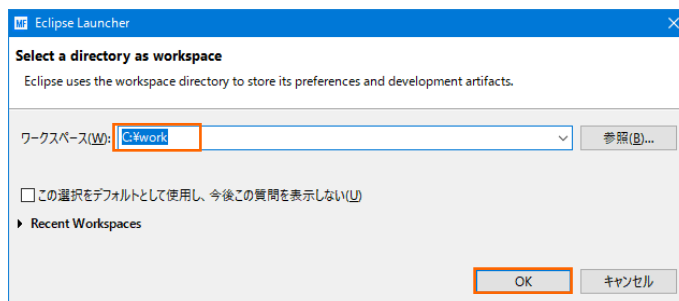 MF Eclipse Launcher
Select a directory as workspace
Eclipse uses the workspace directory to store its preferences and development artifacts.
ワークスペース(W): C:¥work 参照(B)...
この選択をデフォルトとして使用し、今後この質問を表示しない(U)
Recent Workspaces
OK キャンセル